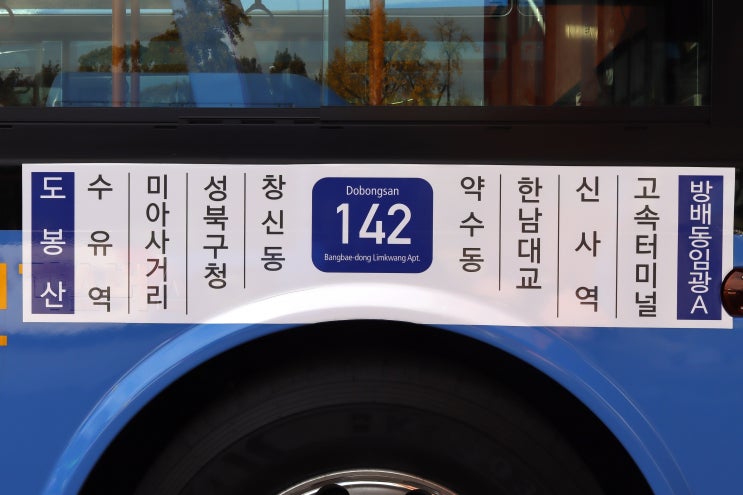 도봉산
수유역
미아사거리
성북구청
창신동
Dobongsan
142
Bangbae-dong Limkwang Apt.
약수동
한남대교
신사역
고속터미널
방배동임광A